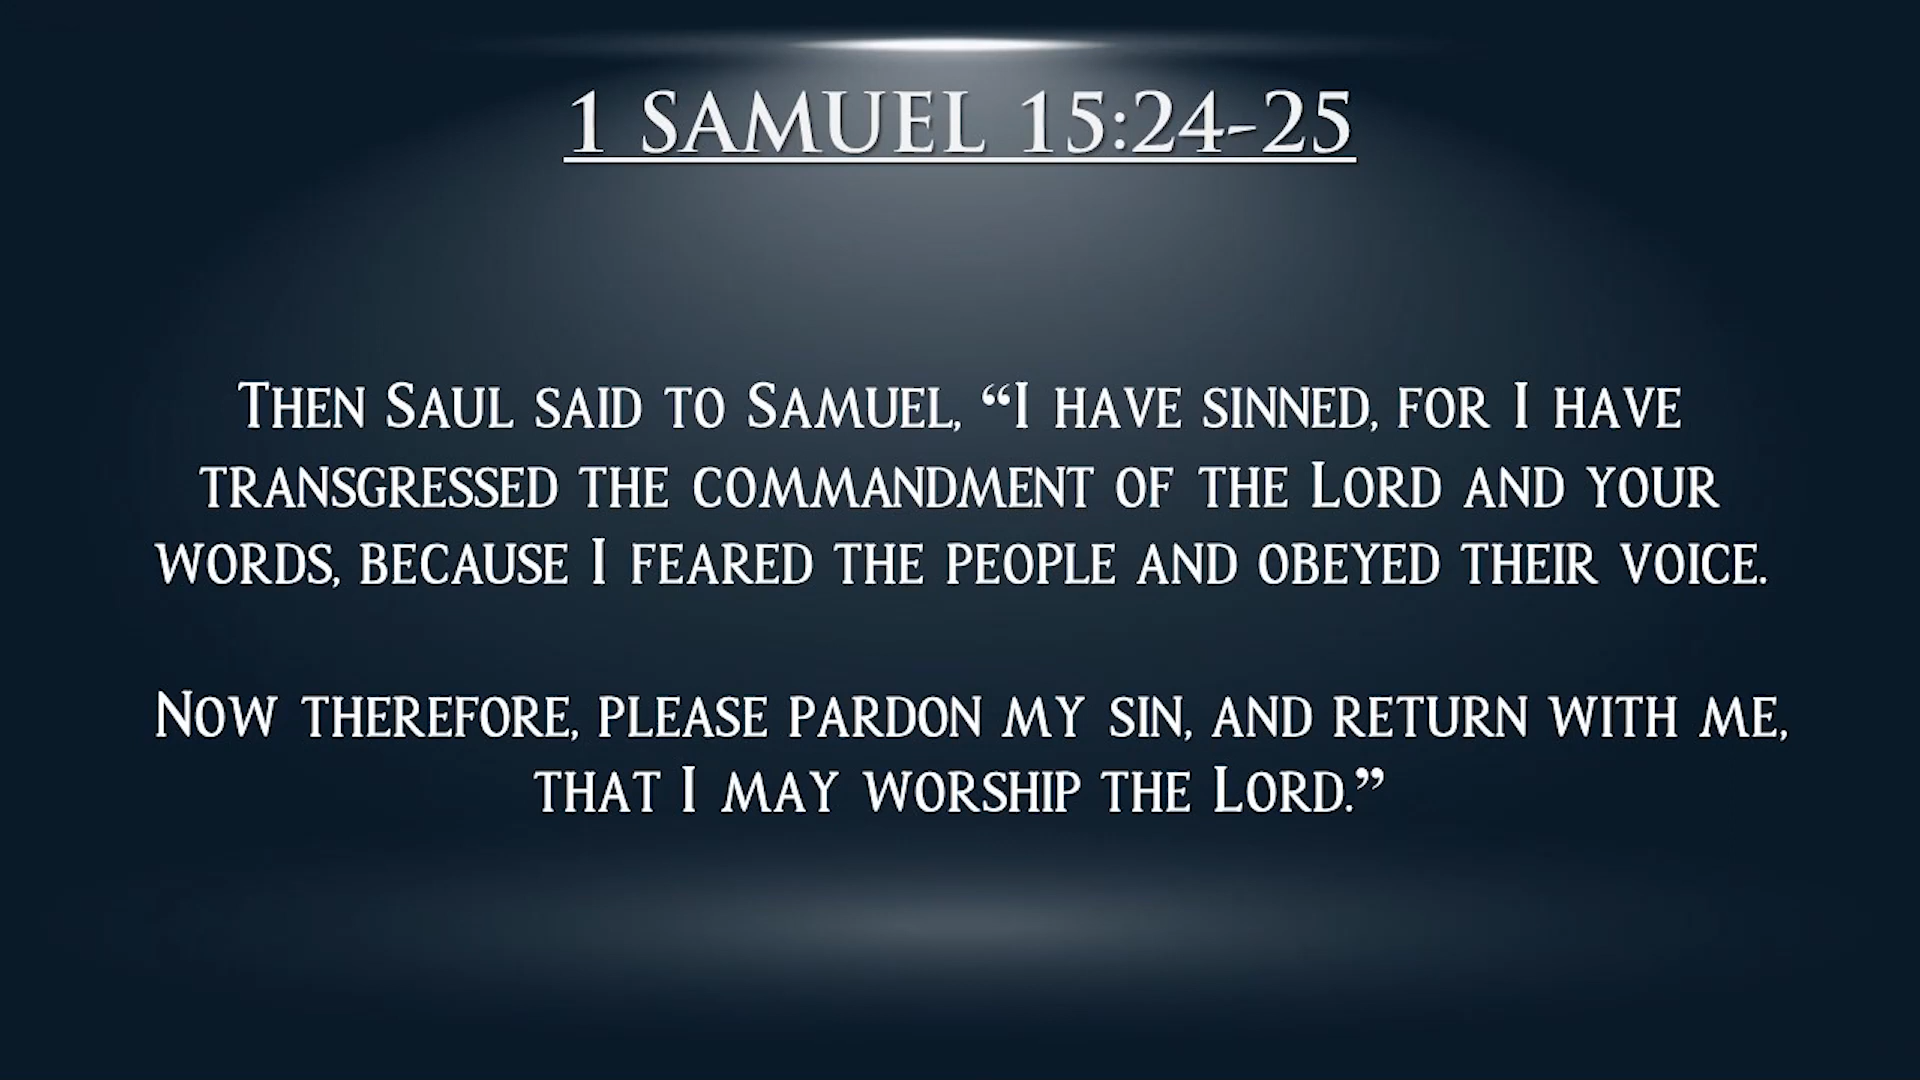 1 SAMUEL 15:24-25
Then Saul said to Samuel, “I have sinned, for I have
transgressed the commandment of the Lord and your
words, because I feared the people and obeyed their voice.
Now therefore, please pardon my sin, and return with me,
that I may worship the Lord.”